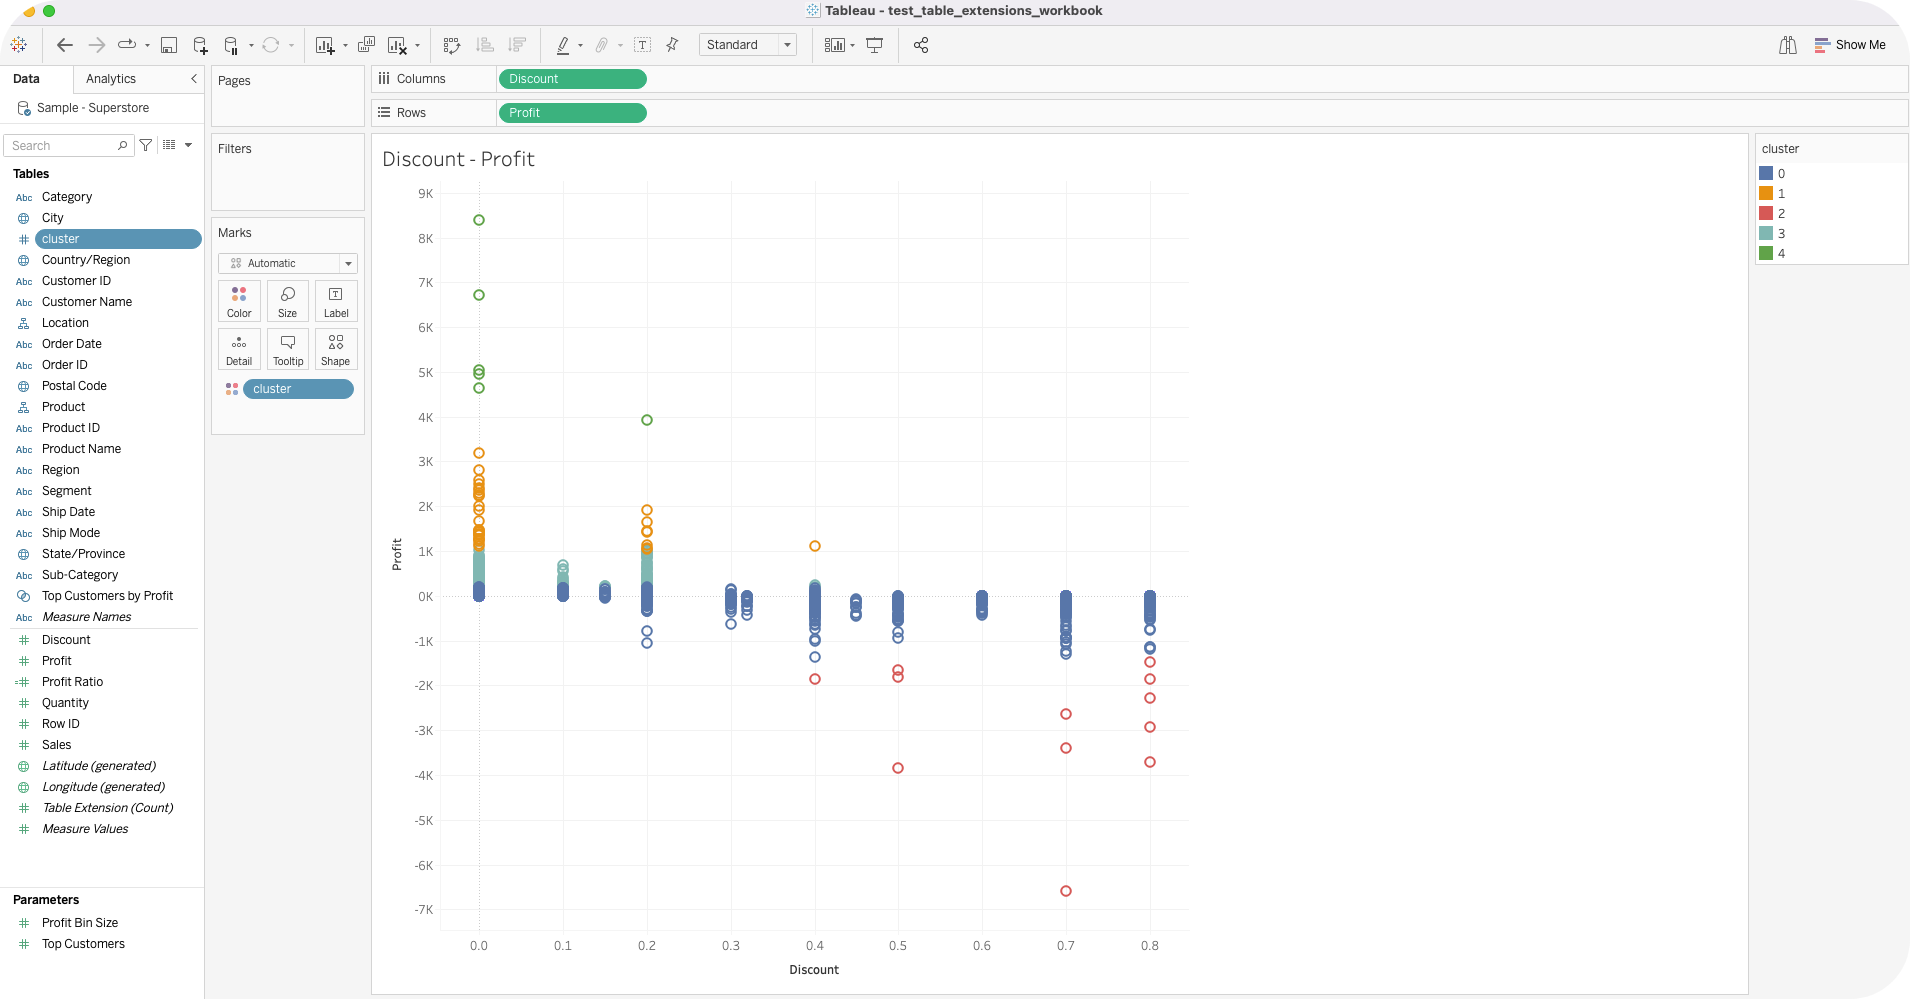 Tableau - test_table_extensions_workbook
Standard
Show Me
Data
Analytics
Sample - Superstore
Search
Tables
Abc Category
City
cluster
Country/Region
Abc Customer ID
Abc Customer Name
Location
Abc Order Date
Abc Order ID
Postal Code
Product
Abc Product ID
Abc Product Name
Abc Region
Abc Segment
Abc Ship Date
Abc Ship Mode
State/Province
Abc Sub-Category
Top Customers by Profit
Abc Measure Names
Discount
Profit
Profit Ratio
Quantity
Row ID
Sales
Latitude (generated)
Longitude (generated)
Table Extension (Count)
Measure Values
Parameters
Profit Bin Size
Top Customers
Pages
Filters
Marks
Automatic
Color Size Label
Detail Tooltip Shape
cluster
Columns Discount
Rows Profit
Discount - Profit
9K
8K
7K
6K
5K
4K
3K
2K
1K
0K
-1K
-2K
-3K
-4K
-5K
-6K
-7K
Profit
0.0 0.1 0.2 0.3 0.4 0.5 0.6 0.7 0.8
Discount
cluster
0
1
2
3
4